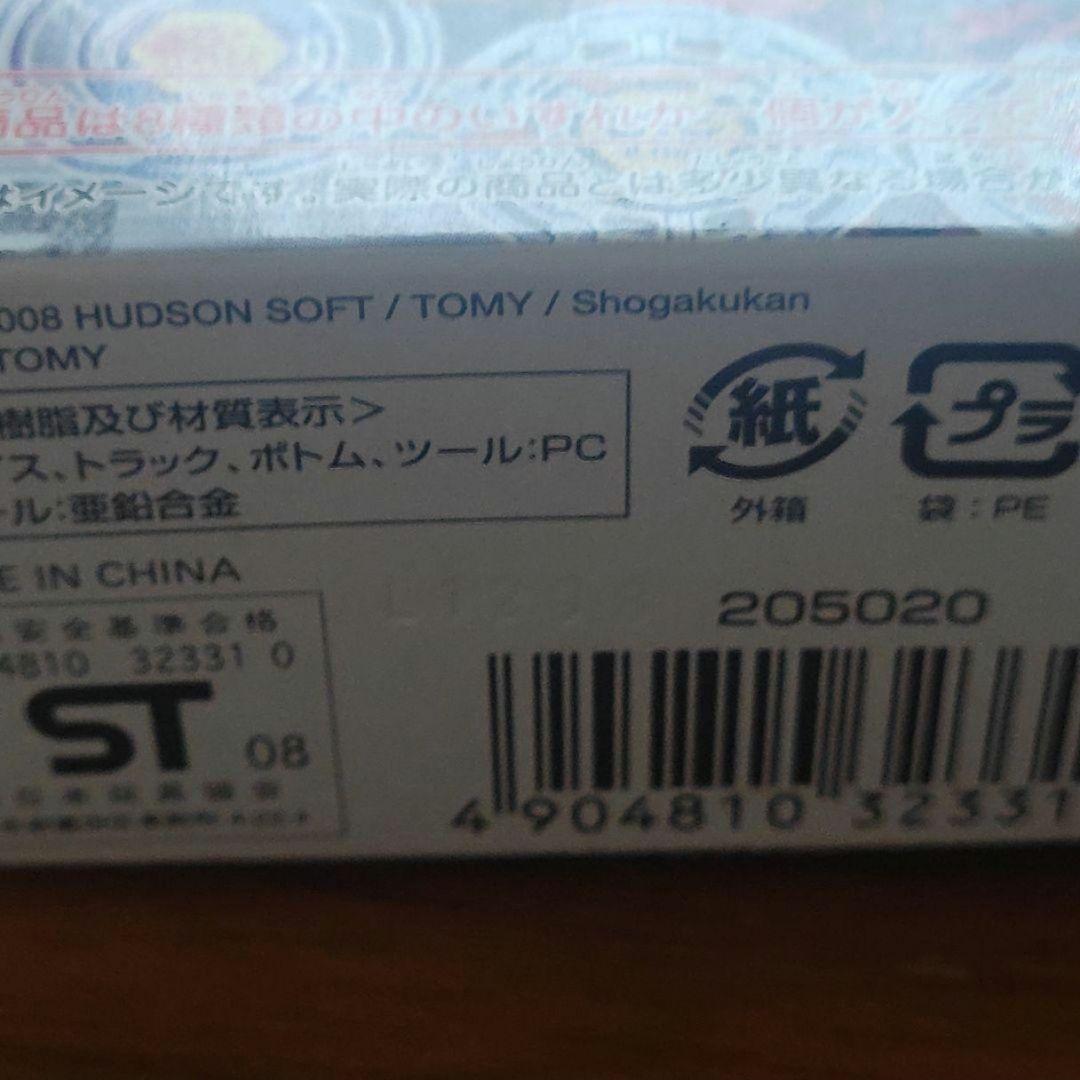 商品は8種類の中のいずれか一個が入って
はイメージです。実際の商品とは多少異なる場合が
008 HUDSON SOFT / TOMY / Shogakukan
TOMY
樹脂及び材質表示>
ス、トラック、ボトム、ツール:PC
ール:亜鉛合金
紙
外箱
プラ
袋:PE
E IN CHINA
安全基準合格
4810 32331 0
ST 08
205020
4 904810 32331